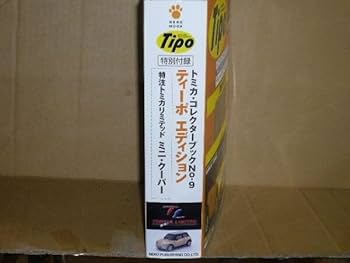 NEKO
MOOK
Tipo
特別付録
トミカ・コレクターブックNo.9
ティーポ エディション
特注トミカリミテッド ミニ・クーパー
TL
TOMICA LIMITED
NEKO PUBLISHING CO.,LTD